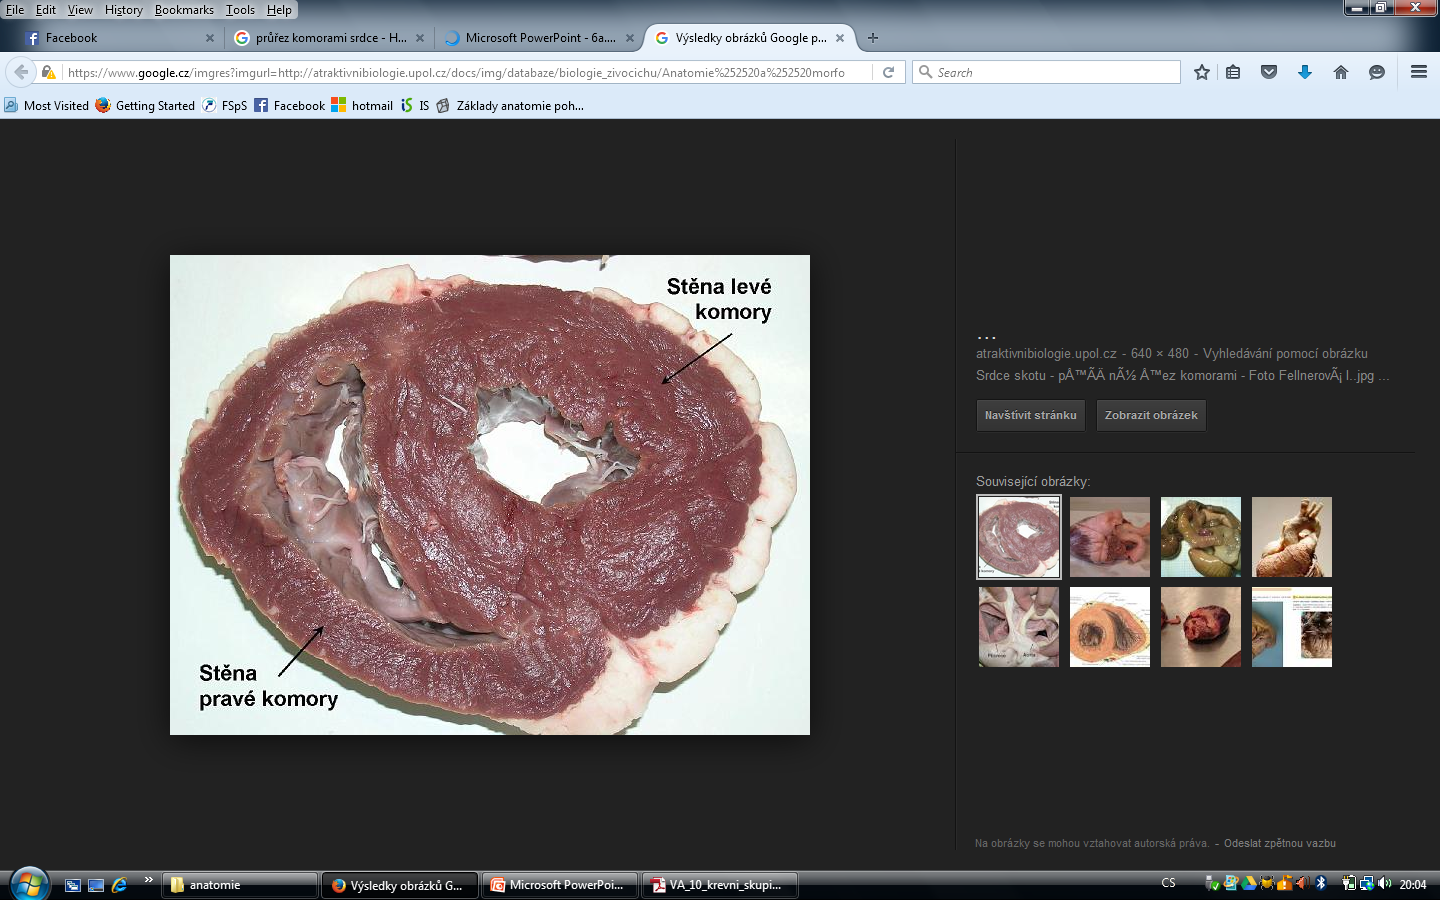 File Edit View History Bookmarks Tools Help
Facebook
průřez komorami srdce - H...
Microsoft PowerPoint - 6a....
Výsledky obrázků Google p...
https://www.google.cz/imgres?imgurl=http://atraktivnibiologie.upol.cz/docs/img/databaze/biologie_zivocichu/Anatomie%252520a%252520morfo
Search
Most Visited
Getting Started
FSpS
Facebook
hotmail
IS
Základy anatomie poh...
Stěna levé
komory
Stěna
pravé komory
...
atraktivnibiologie.upol.cz - 640 × 480 - Vyhledávání pomocí obrázku
Srdce skotu - pÅ™ÃÄ nÃ½ Å™ez komorami - Foto FellnerovÃ¡ I..jpg ...
Navštívit stránku
Zobrazit obrázek
Související obrázky:
Aorta
Na obrázky se mohou vztahovat autorská práva. - Odeslat zpětnou vazbu
anatomie
Výsledky obrázků G...
Microsoft PowerPoi...
VA_10_krevni_skupi...
CS
20:04